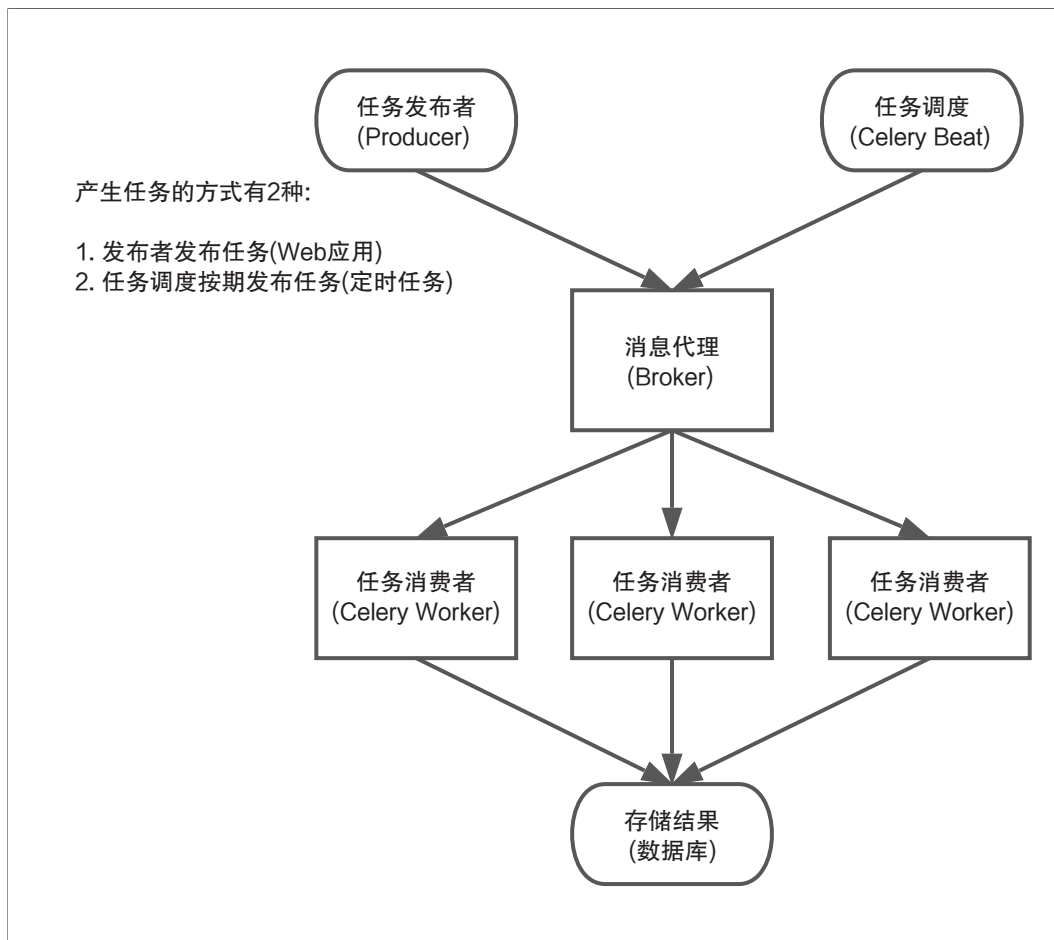 任务发布者
(Producer)
任务调度
(Celery Beat)
产生任务的方式有2种:
1. 发布者发布任务(Web应用)
2. 任务调度按期发布任务(定时任务)
消息代理
(Broker)
任务消费者
(Celery Worker)
任务消费者
(Celery Worker)
任务消费者
(Celery Worker)
存储结果
(数据库)